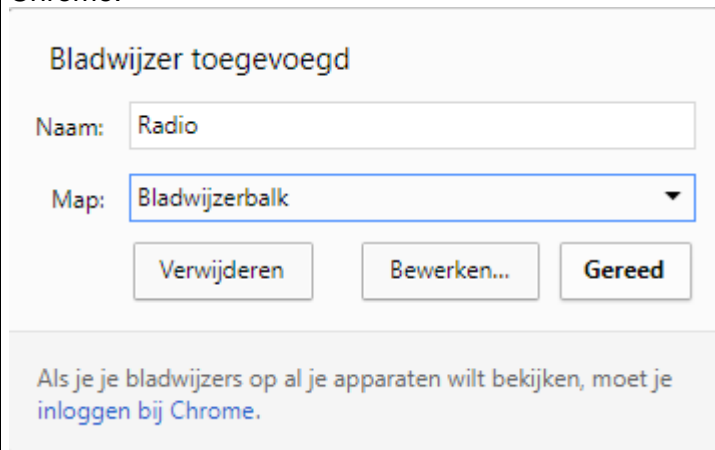 Chrome.
Bladwijzer toegevoegd
Naam: Radio
Map: Bladwijzerbalk
Verwijderen Bewerken... Gereed
Als je je bladwijzers op al je apparaten wilt bekijken, moet je
inloggen bij Chrome.